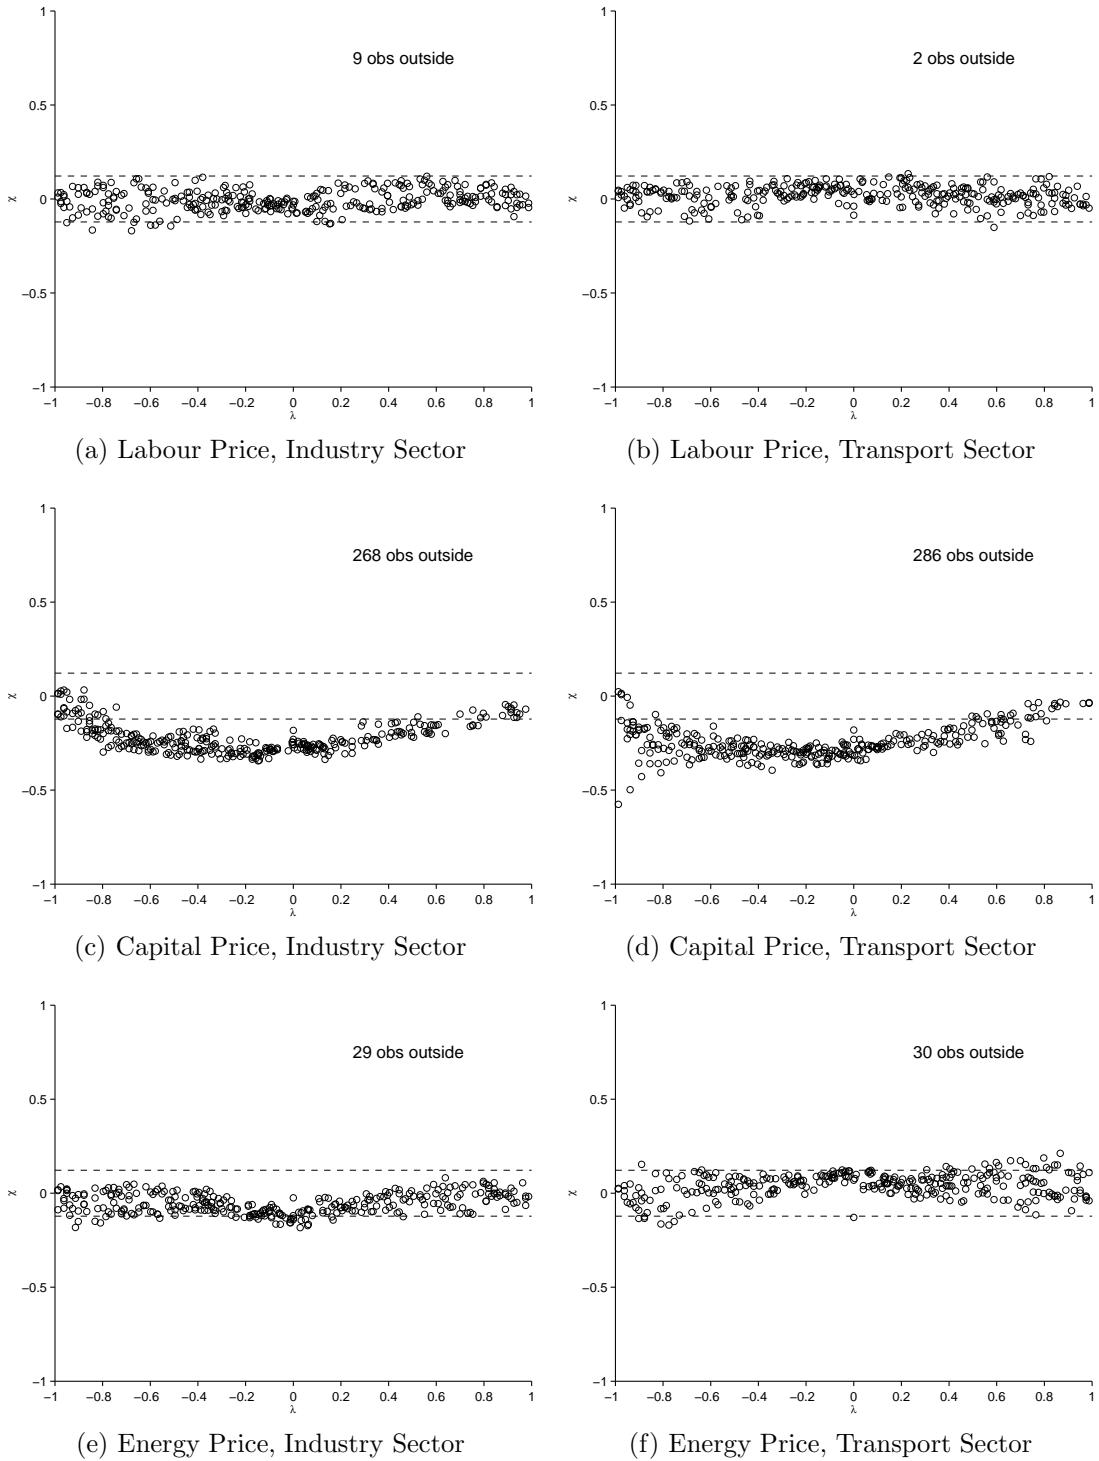 1
9 obs outside
0.5
χ
0
−0.5
−1
−1 −0.8 −0.6 −0.4 −0.2 0 0.2 0.4 0.6 0.8 1
λ
(a) Labour Price, Industry Sector
1
2 obs outside
0.5
χ
0
−0.5
−1
−1 −0.8 −0.6 −0.4 −0.2 0 0.2 0.4 0.6 0.8 1
λ
(b) Labour Price, Transport Sector
1
268 obs outside
0.5
χ
0
−0.5
−1
−1 −0.8 −0.6 −0.4 −0.2 0 0.2 0.4 0.6 0.8 1
λ
(c) Capital Price, Industry Sector
1
286 obs outside
0.5
χ
0
−0.5
−1
−1 −0.8 −0.6 −0.4 −0.2 0 0.2 0.4 0.6 0.8 1
λ
(d) Capital Price, Transport Sector
1
29 obs outside
0.5
χ
0
−0.5
−1
−1 −0.8 −0.6 −0.4 −0.2 0 0.2 0.4 0.6 0.8 1
λ
(e) Energy Price, Industry Sector
1
30 obs outside
0.5
χ
0
−0.5
−1
−1 −0.8 −0.6 −0.4 −0.2 0 0.2 0.4 0.6 0.8 1
λ
(f) Energy Price, Transport Sector